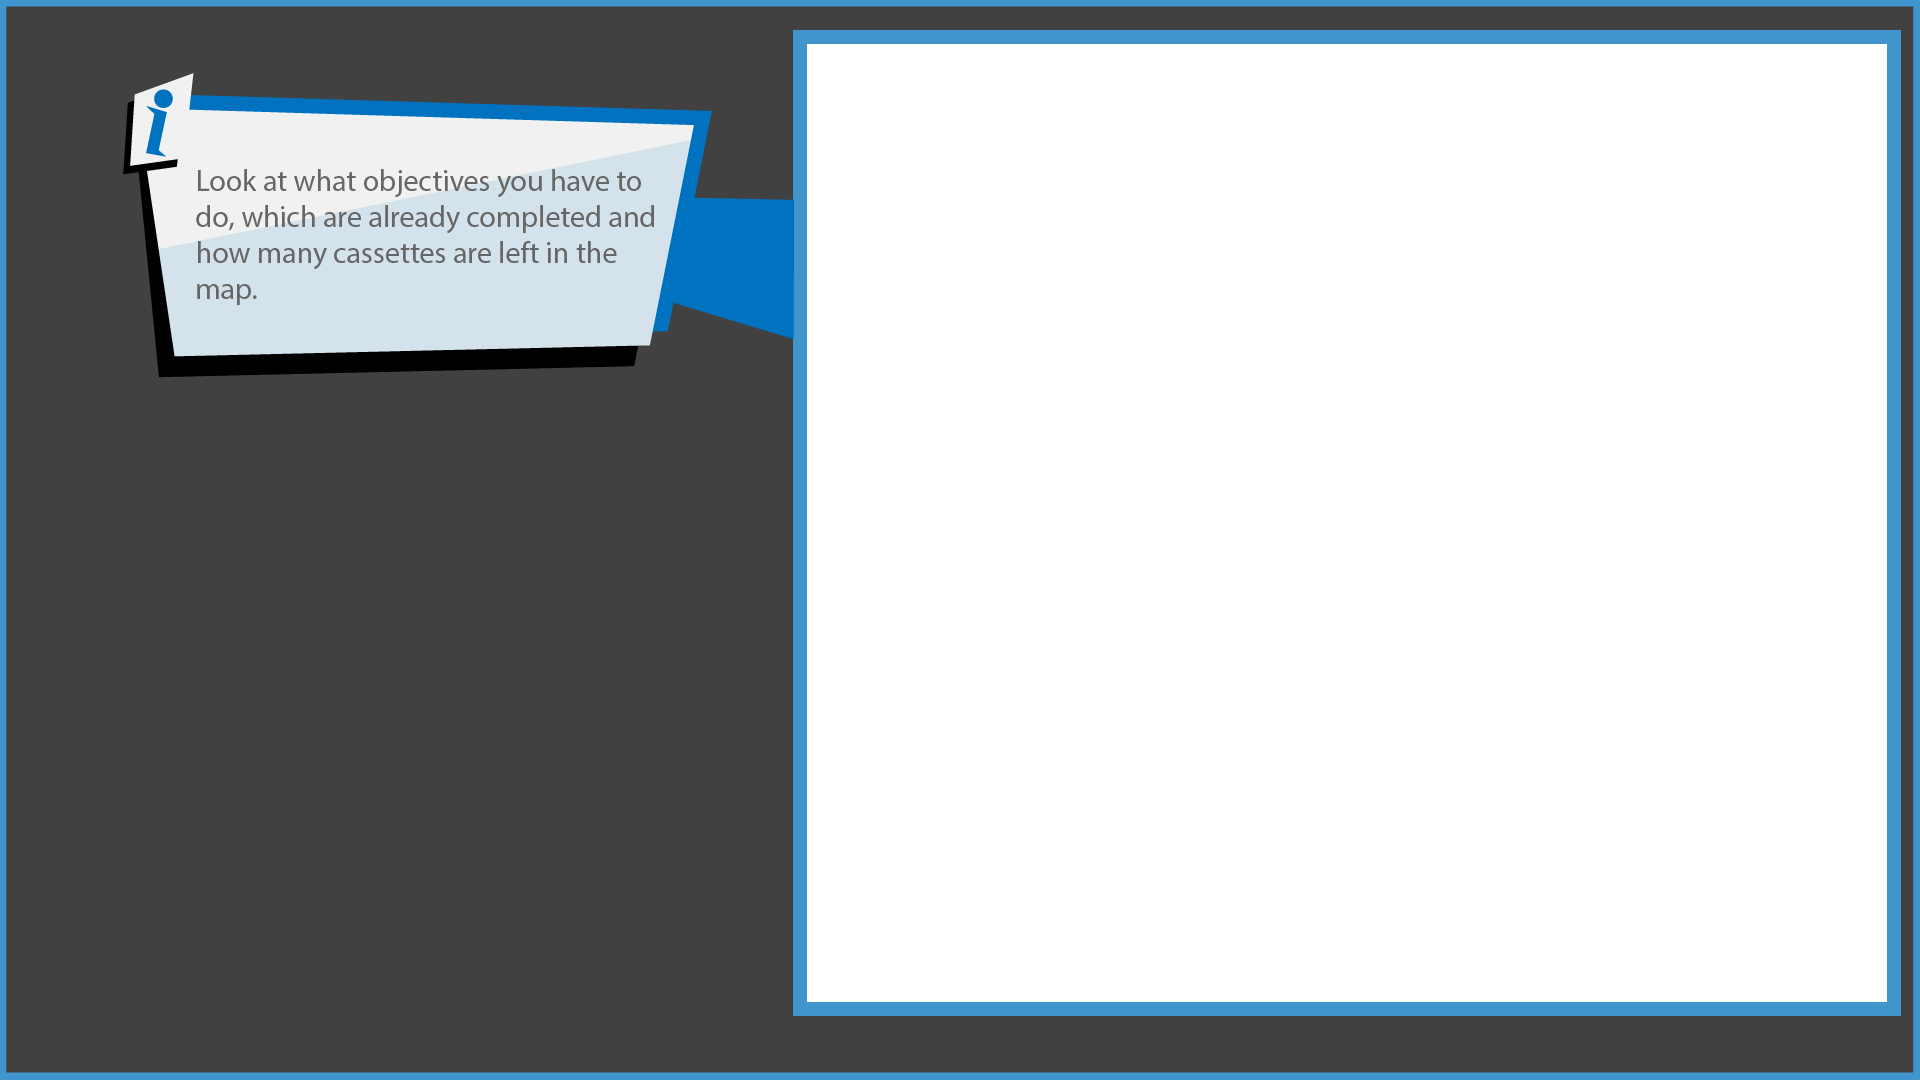 Look at what objectives you have to
do, which are already completed and
how many cassettes are left in the
map.